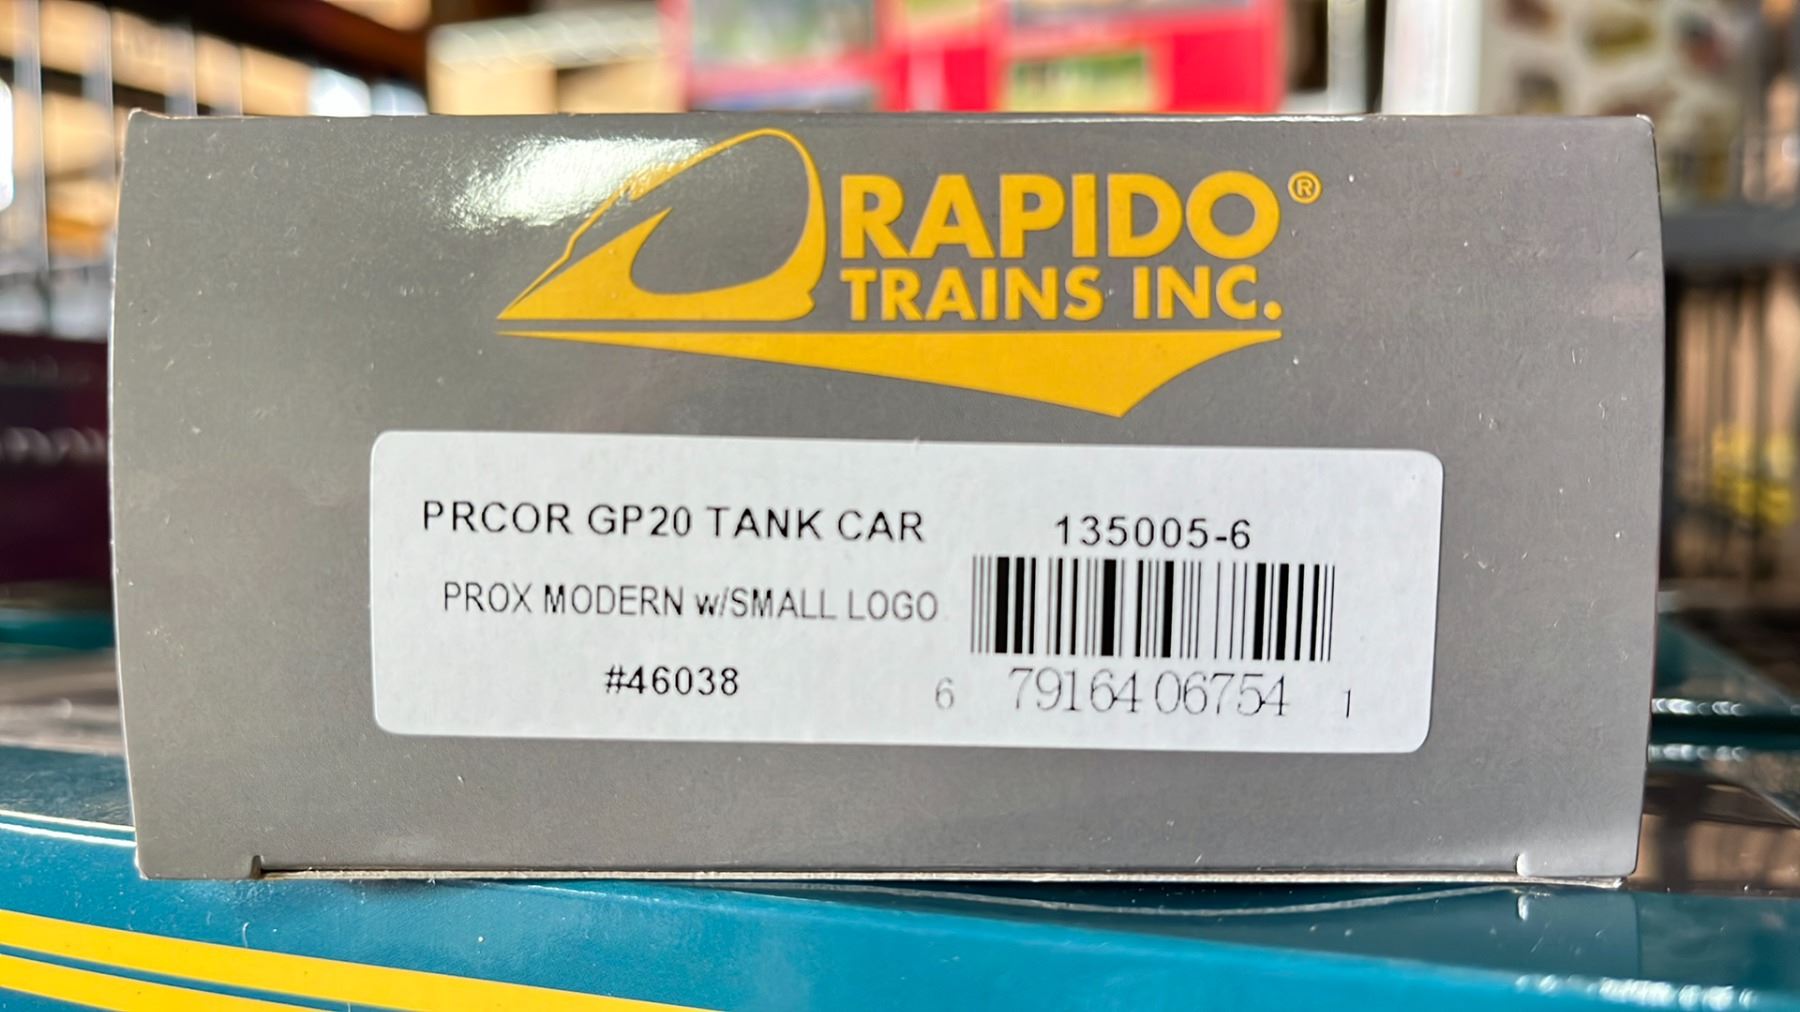 RAPIDO®
TRAINS INC.
PRCOR GP20 TANK CAR
135005-6
PROX MODERN w/SMALL LOGO
#46038
6 79164 06754 1